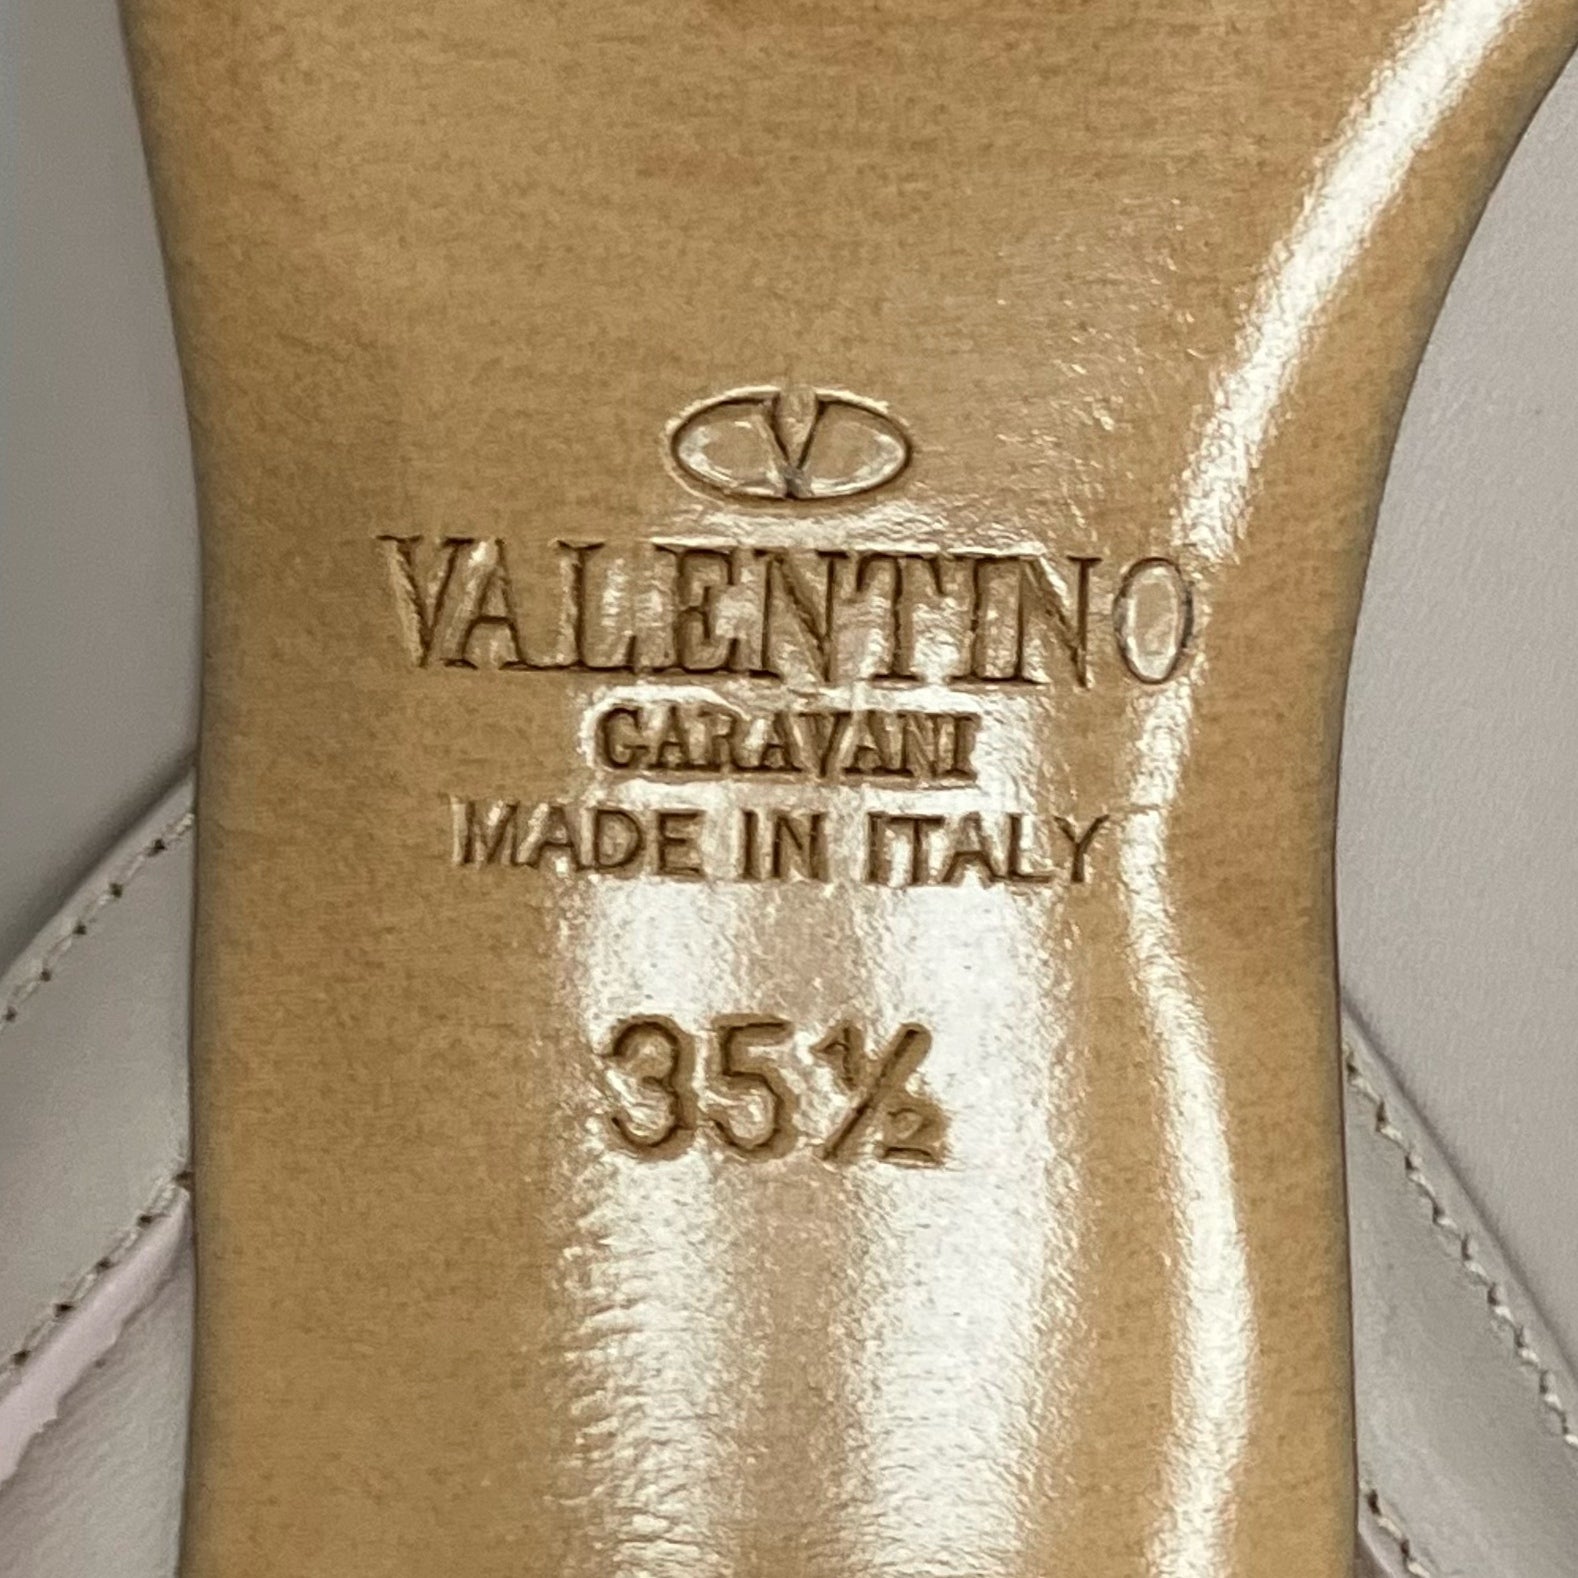 V
VALENTINO
GARAVANI
MADE IN ITALY
35½